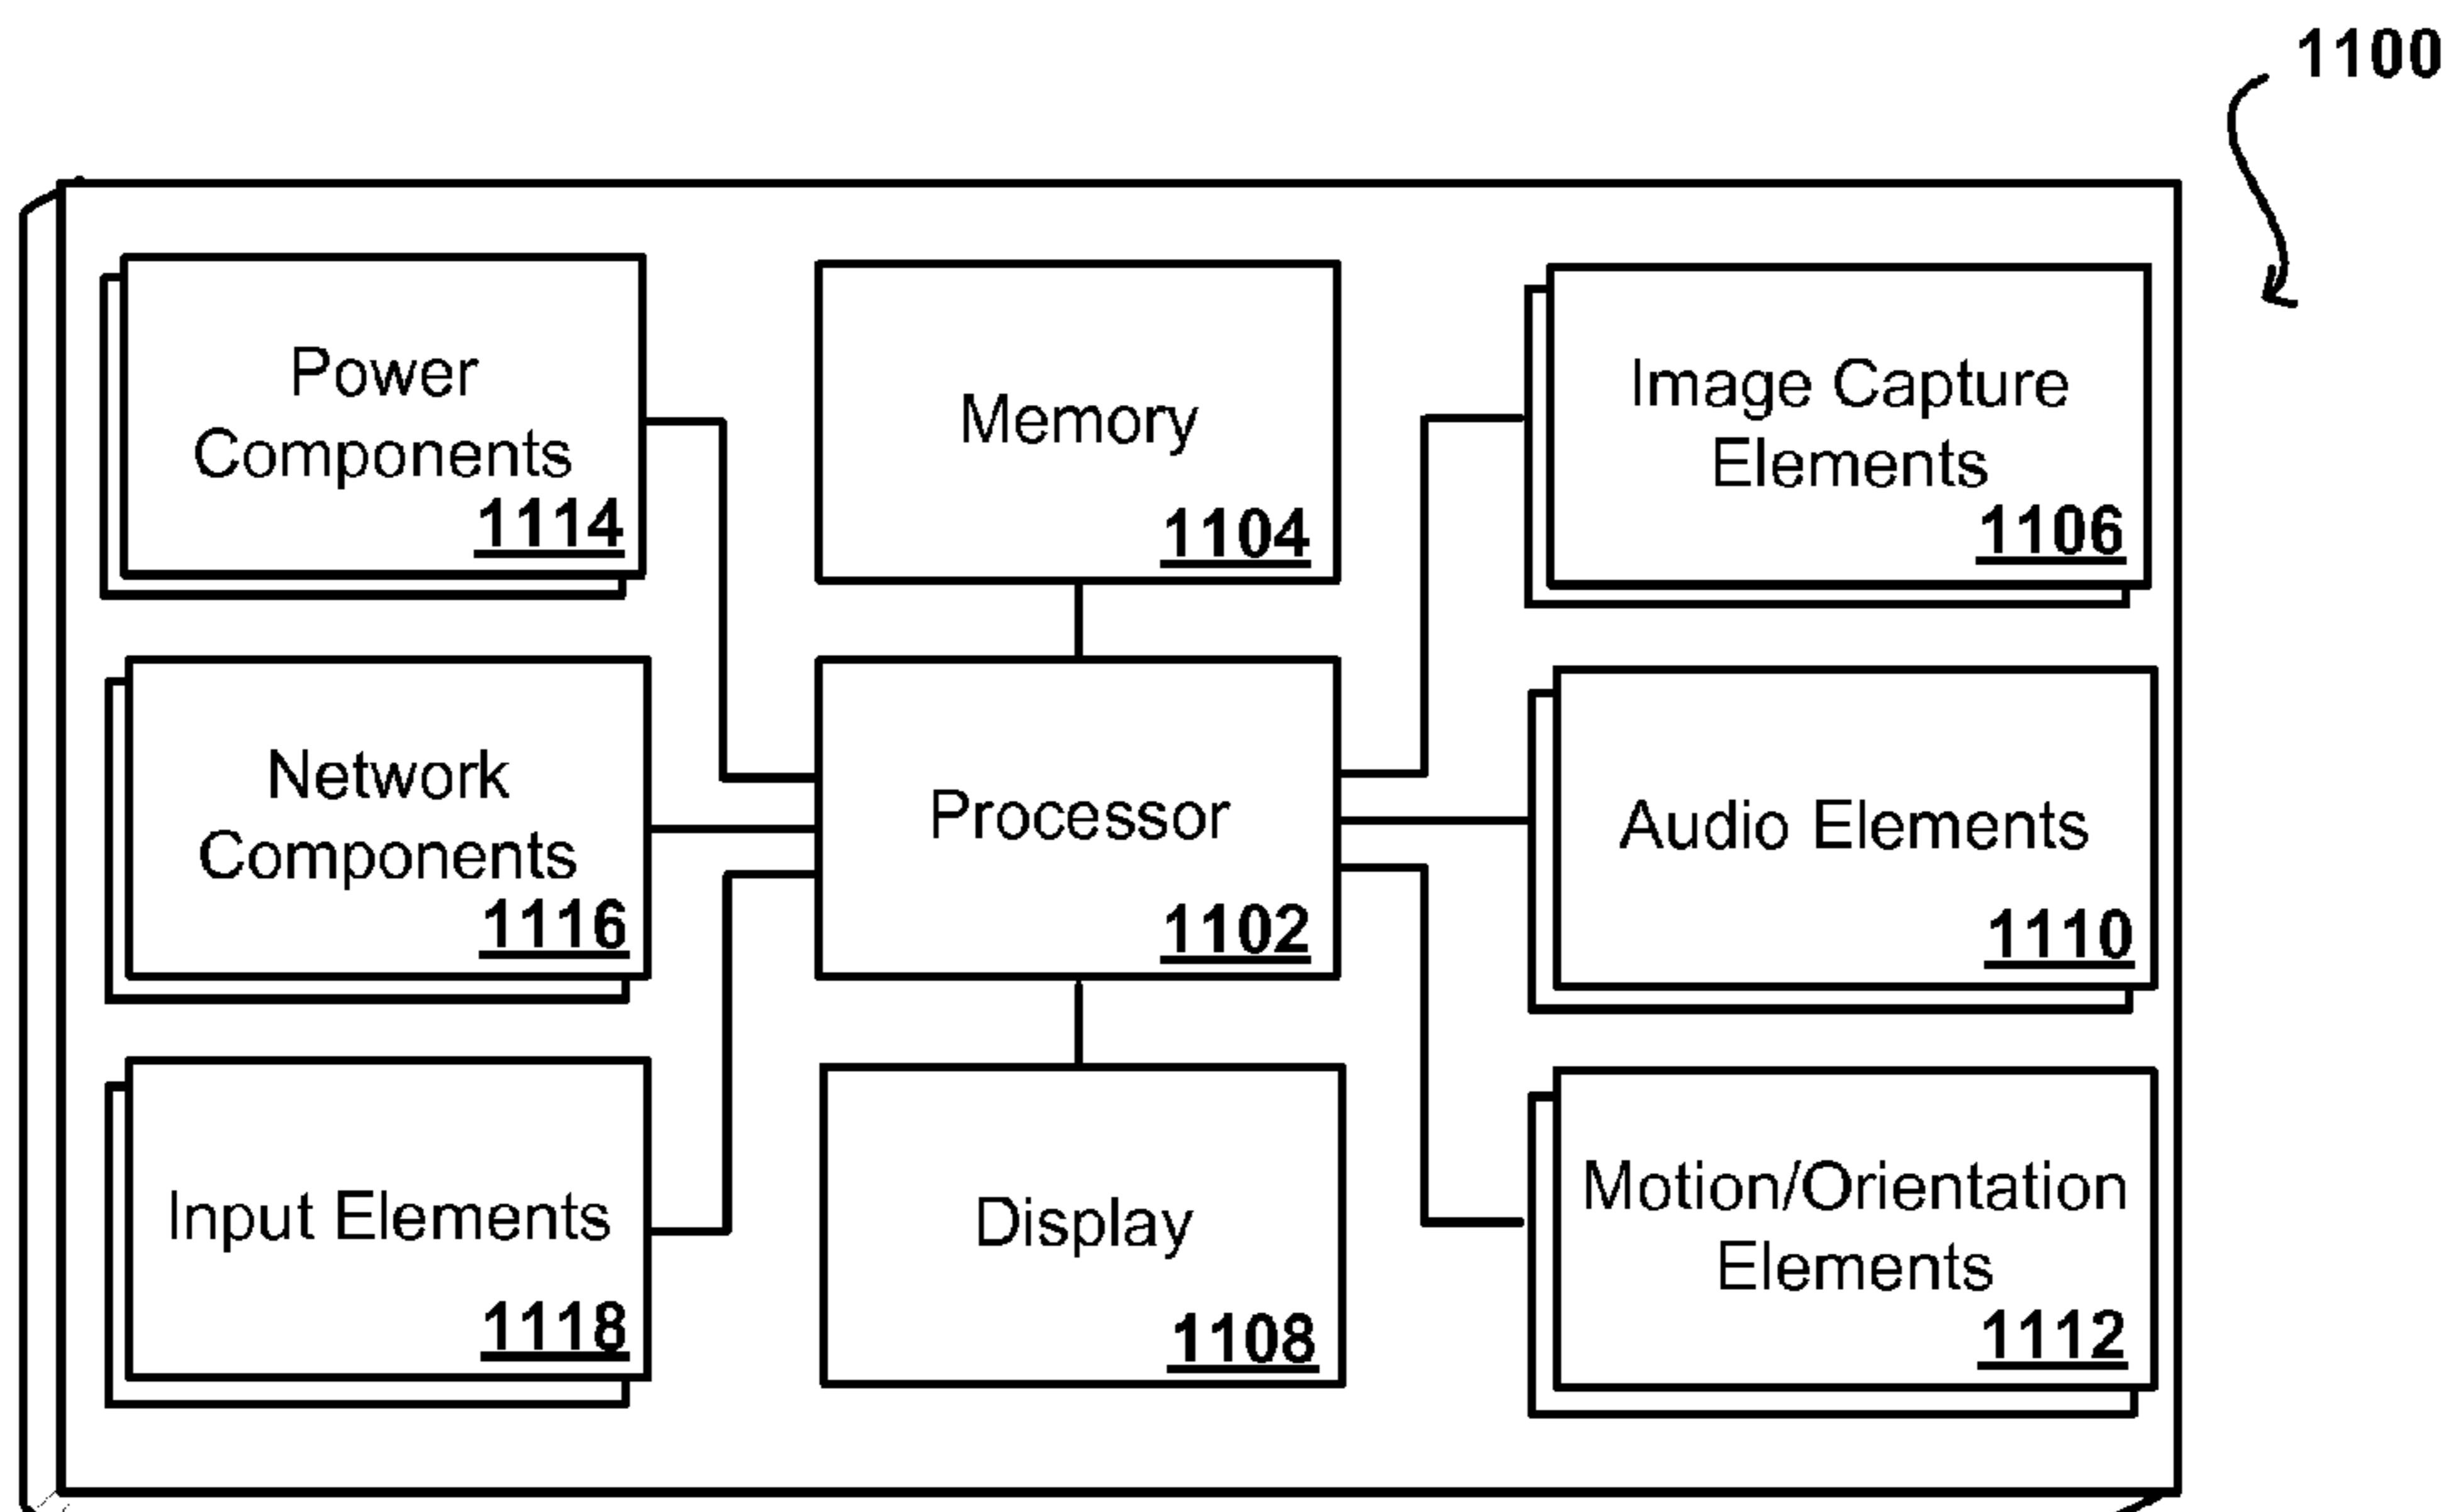 1100
Power
Components
1114
Memory
1104
Image Capture
Elements
1106
Network
Components
1116
Processor
1102
Audio Elements
1110
Input Elements
1118
Display
1108
Motion/Orientation
Elements
1112